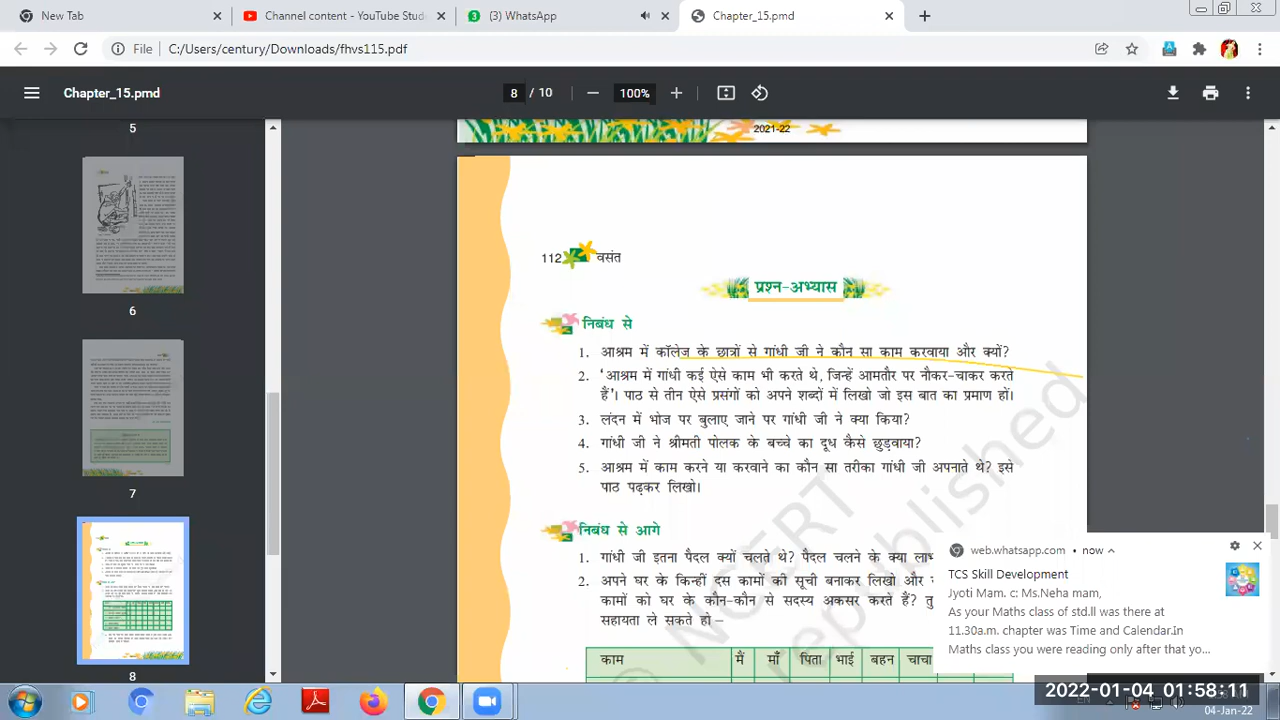 New Tab
Channel content - YouTube Stud
(3) WhatsApp
Chapter_15.pmd
File
C:/Users/century/Downloads/fhvs115.pdf
Chapter_15.pmd
8 / 10
100%
5
6
7
8
2021-22
112 वसंत
प्रश्न-अभ्यास
निबंध से
1. आश्रम में कॉलेज के छात्रों से गांधी जी ने कौन सा काम करवाया और क्यों?
2. 'आश्रम में गांधी कई ऐसे काम भी करते थे, जिन्हें आमतौर पर नौकर-चाकर करते
हैं'। पाठ से तीन ऐसे प्रसंगों को अपने शब्दों में लिखो जो इस बात का प्रमाण हों।
3. लंदन में भोज पर बुलाए जाने पर गांधी जी ने क्या किया?
4. गांधी जी ने श्रीमती पोलक के बच्चे का दूध कैसे छुड़वाया?
5. आश्रम में काम करने या करवाने का कौन सा तरीका गांधी जी अपनाते थे? इसे
पाठ पढ़कर लिखो।
निबंध से आगे
1. गांधी जी इतना पैदल क्यों चलते थे? पैदल चलने के क्या
2. अपने घर के किन्हीं दस कामों की सूची बनाकर लिखो और
कामों को घर के कौन-कौन से सदस्य अकसर करते हैं?
सहायता ले सकते हो –
काम मैं माँ पिता भाई बहन चाचा
© NCERT
published
web.whatsapp.com • now
TCS Skill Development
Jyoti Mam. c: Ms.Neha mam,
As your Maths class of std.ll was there at
11.30a.m. chapter was Time and Calendar.In
Maths class you were reading only after that yo...
2022-01-04 01:58:11
04-Jan-22